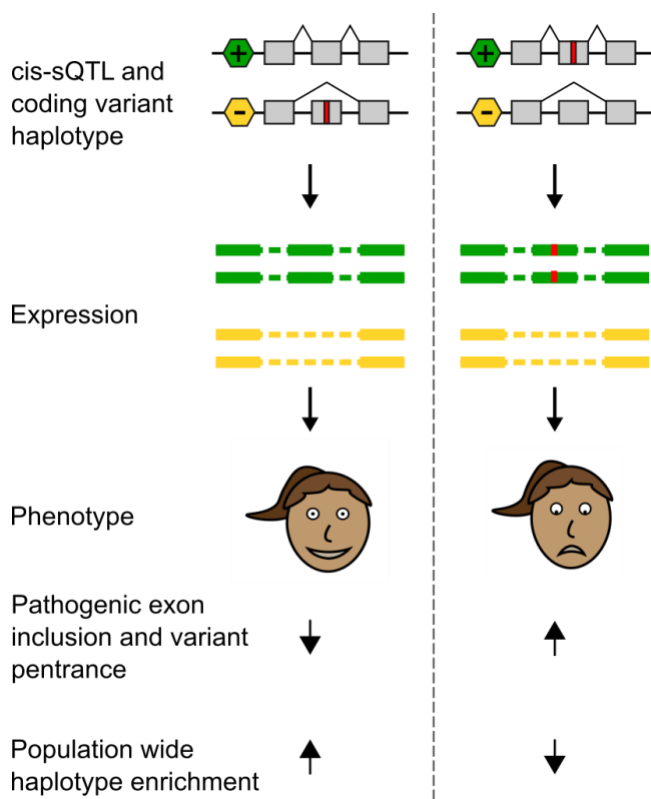 +
-
+
-
cis-sQTL and
coding variant
haplotype
Expression
Phenotype
Pathogenic exon
inclusion and variant
pentrance
Population wide
haplotype enrichment